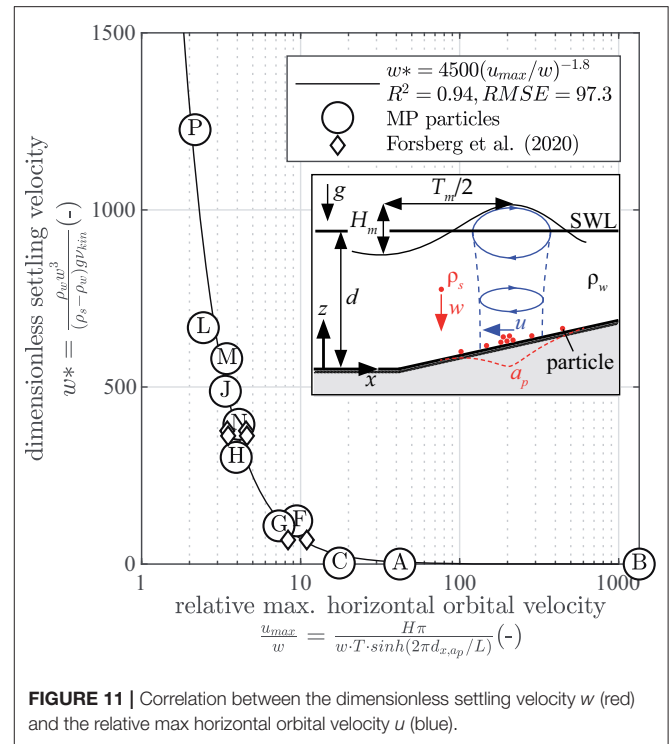 1500
1000
500
0
dimensionless settling velocity
w* = ρ_w w³ / (ρ_s−ρ_w)gν_kin (-)
w* = 4500(u_max/w)^−1.8
R² = 0.94, RMSE = 97.3
MP particles
Forsberg et al. (2020)
g
T_m/2
H_m
SWL
d
ρ_s
w
ρ_w
z
u
particle
x
a_p
P
L
M
J
N
H
G
F
C
A
B
1
10
100
1000
relative max. horizontal orbital velocity
u_max / w = Hπ / w·T·sinh(2πd_x,a_p/L) (-)
FIGURE 11 | Correlation between the dimensionless settling velocity w (red)
and the relative max horizontal orbital velocity u (blue).